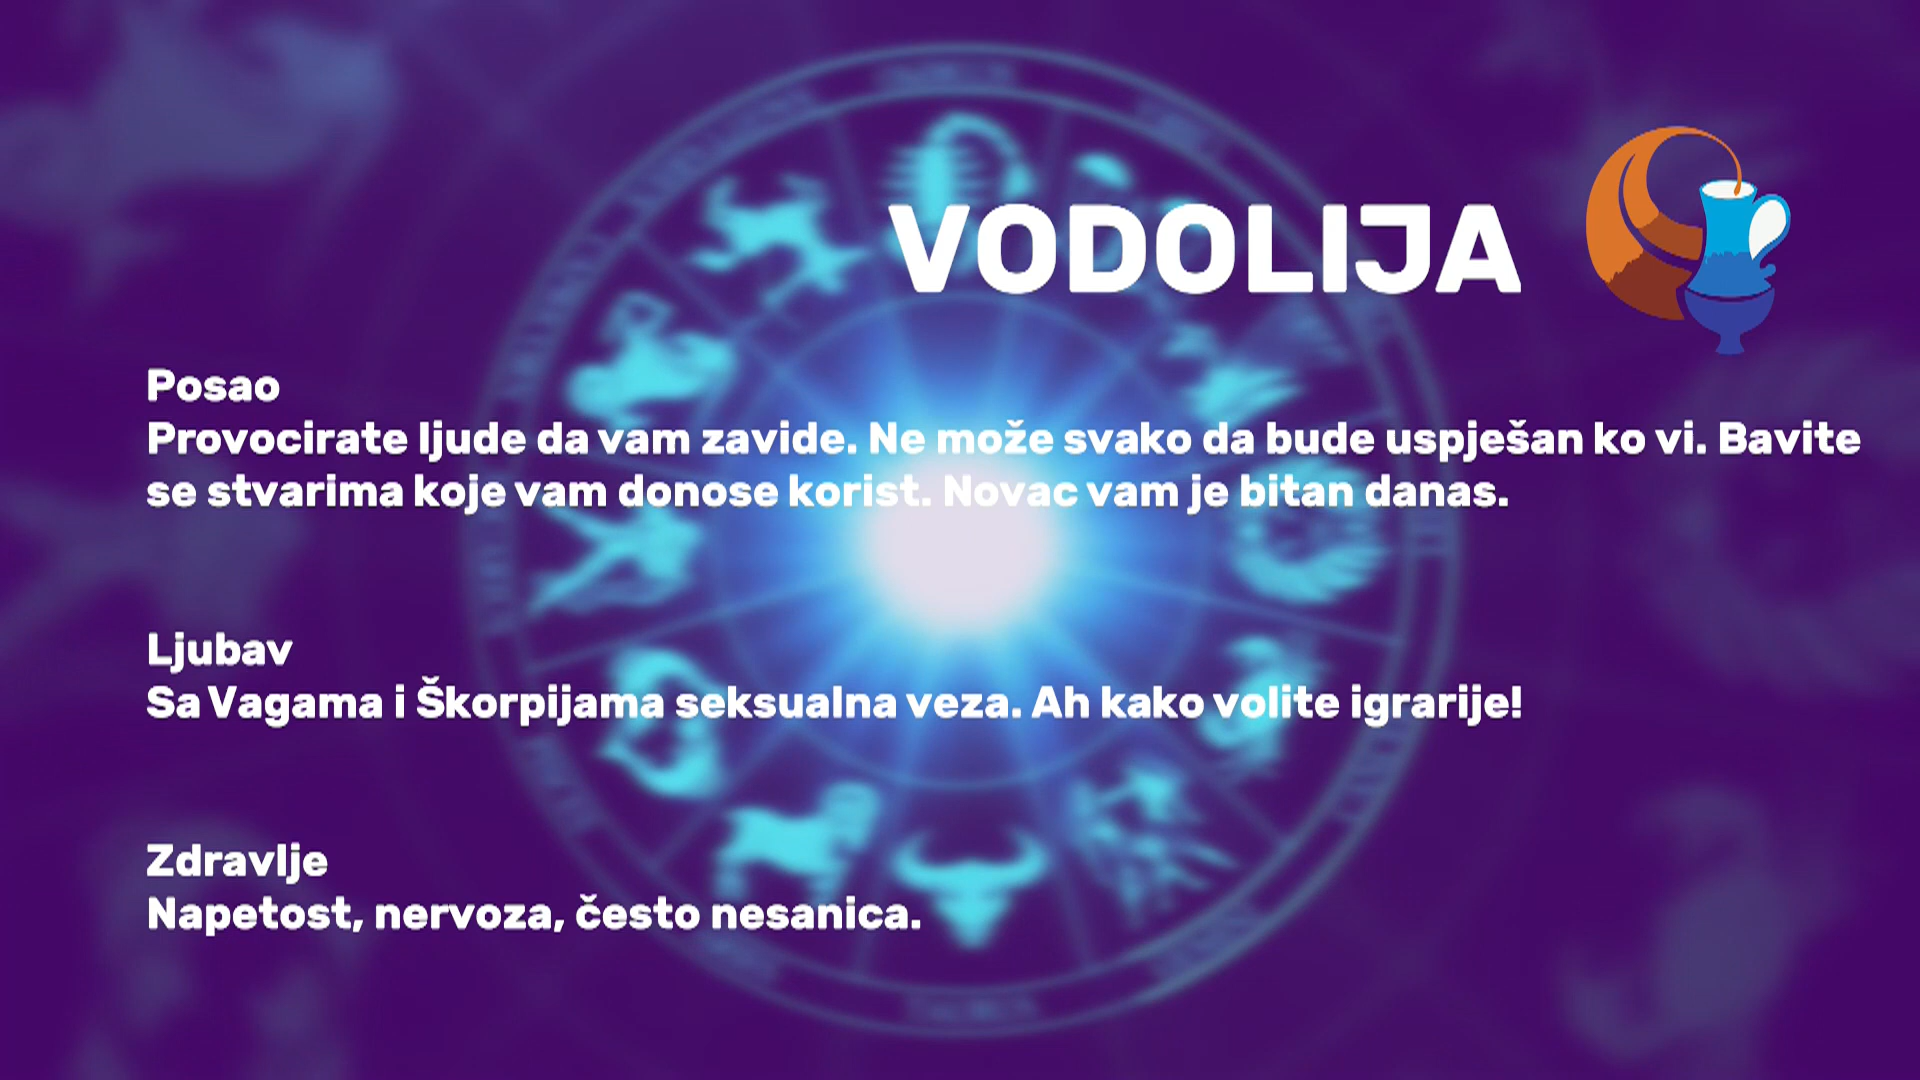 VODOLIJA
Posao
Provocirate ljude da vam zavide. Ne može svako da bude uspješan ko vi. Bavite
se stvarima koje vam donose korist. Novac vam je bitan danas.
Ljubav
Sa Vagama i Škorpijama seksualna veza. Ah kako volite igrarije!
Zdravlje
Napetost, nervoza, često nesanica.